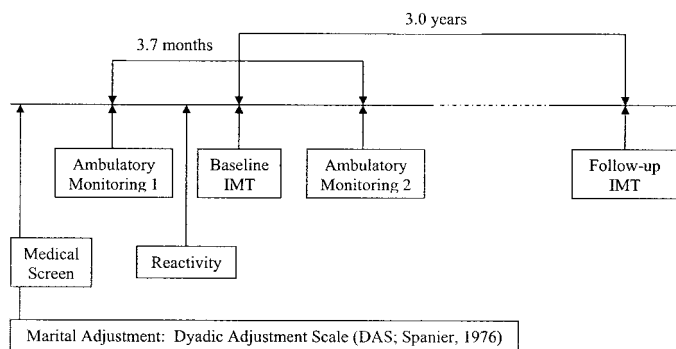 3.0 years
3.7 months
Ambulatory
Monitoring 1
Baseline
IMT
Ambulatory
Monitoring 2
Follow-up
IMT
Medical
Screen
Reactivity
Marital Adjustment: Dyadic Adjustment Scale (DAS; Spanier, 1976)